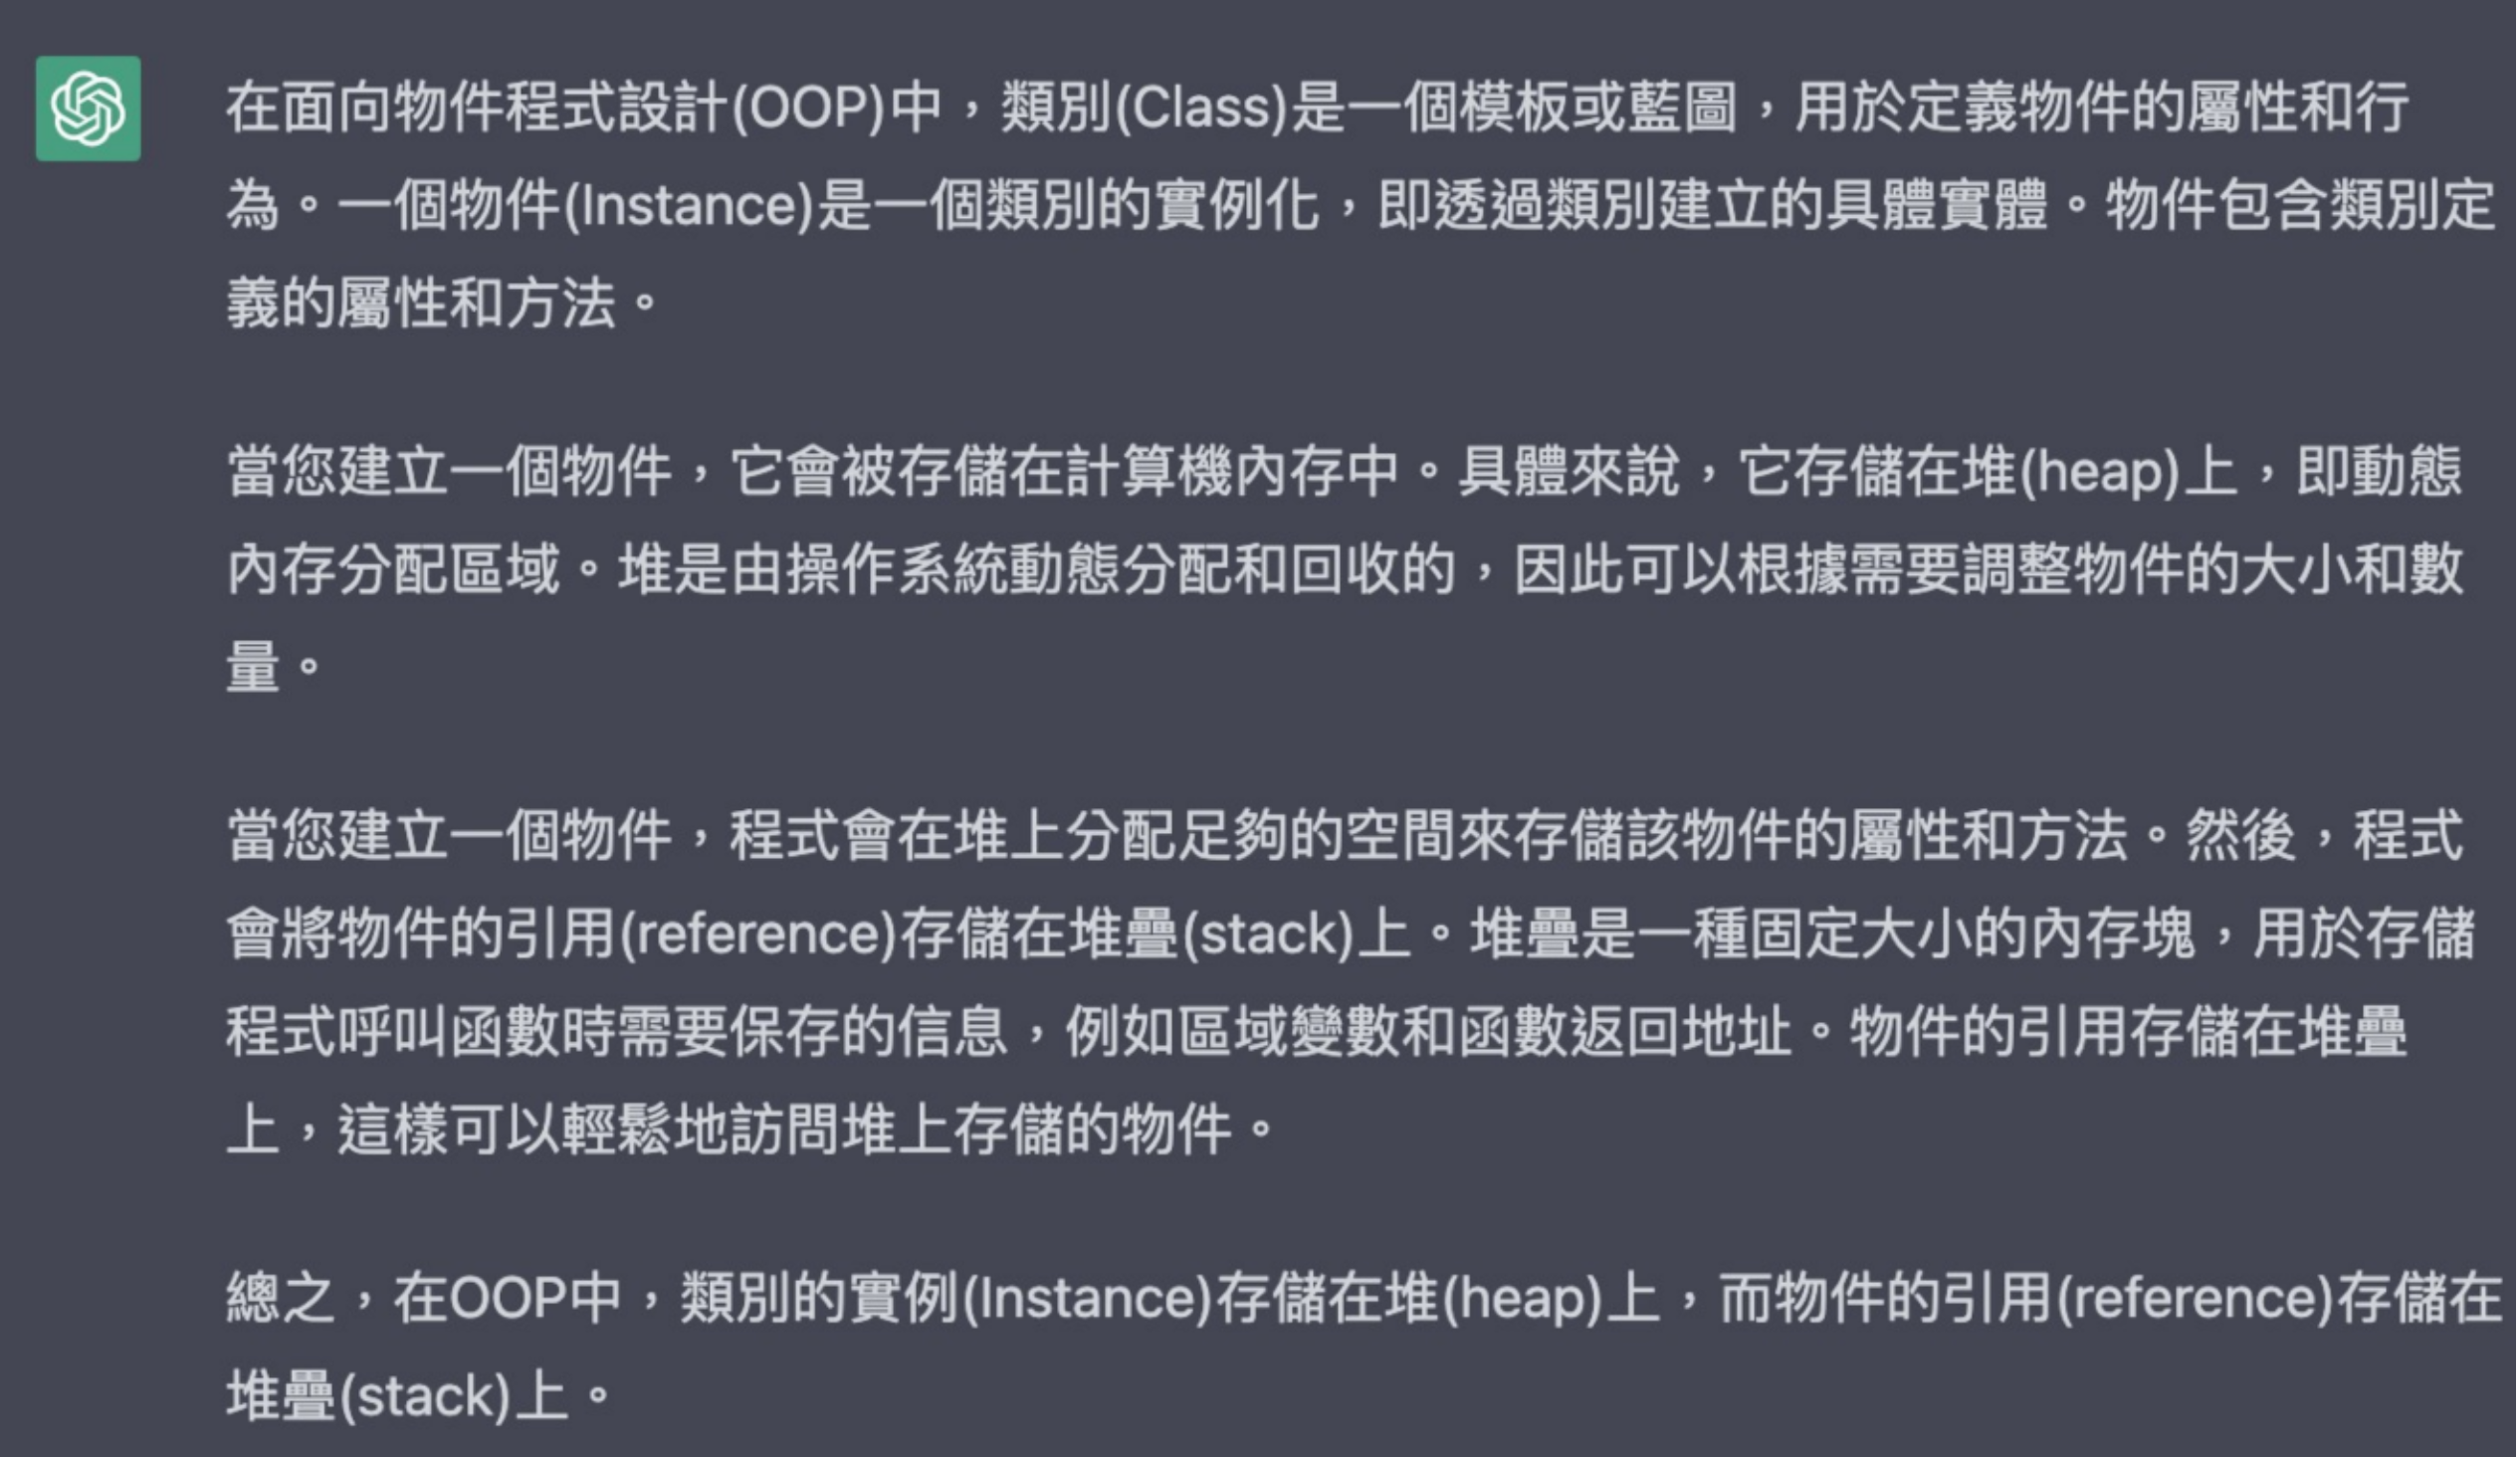 在面向物件程式設計(OOP)中，類別(Class)是一個模板或藍圖，用於定義物件的屬性和行
為。一個物件(Instance)是一個類別的實例化，即透過類別建立的具體實體。物件包含類別定
義的屬性和方法。
當您建立一個物件，它會被存儲在計算機內存中。具體來說，它存儲在堆(heap)上，即動態
內存分配區域。堆是由操作系統動態分配和回收的，因此可以根據需要調整物件的大小和數
量。
當您建立一個物件，程式會在堆上分配足夠的空間來存儲該物件的屬性和方法。然後，程式
會將物件的引用(reference)存儲在堆疊(stack)上。堆疊是一種固定大小的內存塊，用於存儲
程式呼叫函數時需要保存的信息，例如區域變數和函數返回地址。物件的引用存儲在堆疊
上，這樣可以輕鬆地訪問堆上存儲的物件。
總之，在OOP中，類別的實例(Instance)存儲在堆(heap)上，而物件的引用(reference)存儲在
堆疊(stack)上。